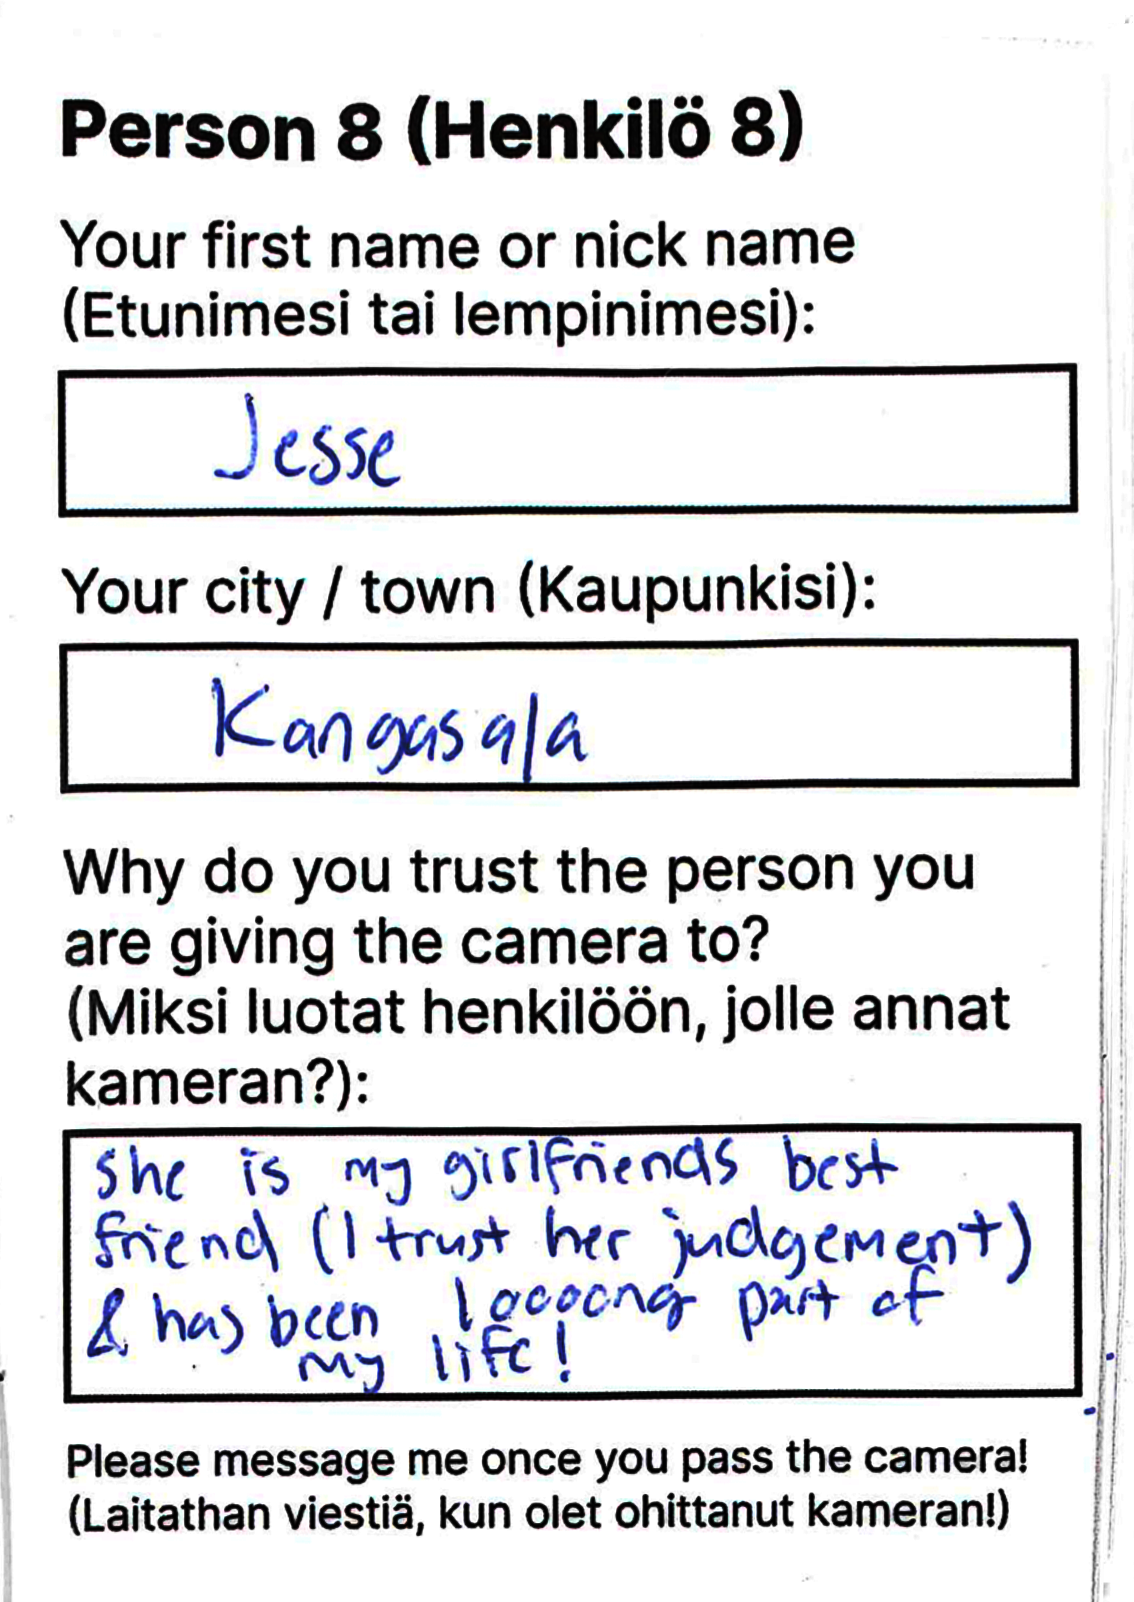 Person 8 (Henkilö 8)
Your first name or nick name
(Etunimesi tai lempinimesi):
Jesse
Your city / town (Kaupunkisi):
Kangasala
Why do you trust the person you
are giving the camera to?
(Miksi luotat henkilöön, jolle annat
kameran?):
She is my girlfriends best
friend (I trust her judgement)
& has been looooong part of
my life!
Please message me once you pass the camera!
(Laitathan viestiä, kun olet ohittanut kameran!)